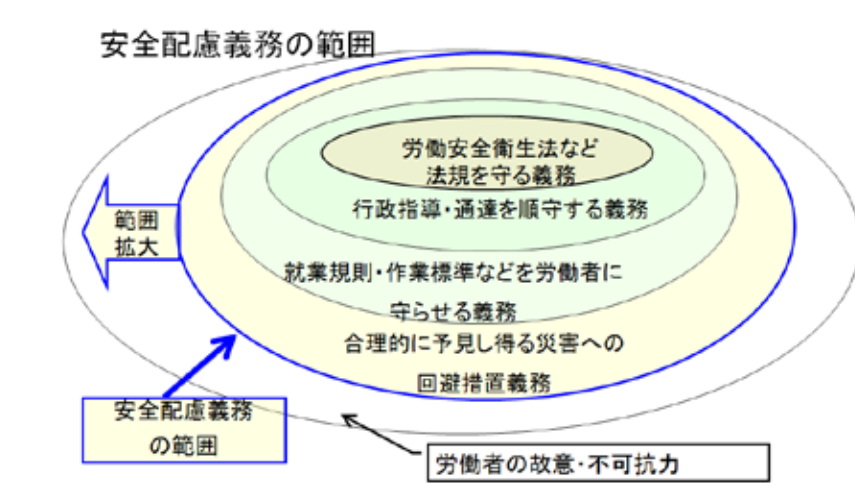 安全配慮義務の範囲
労働安全衛生法など
法規を守る義務
行政指導・通達を順守する義務
範囲
拡大
就業規則・作業標準などを労働者に
守らせる義務
合理的に予見し得る災害への
回避措置義務
安全配慮義務
の範囲
労働者の故意・不可抗力